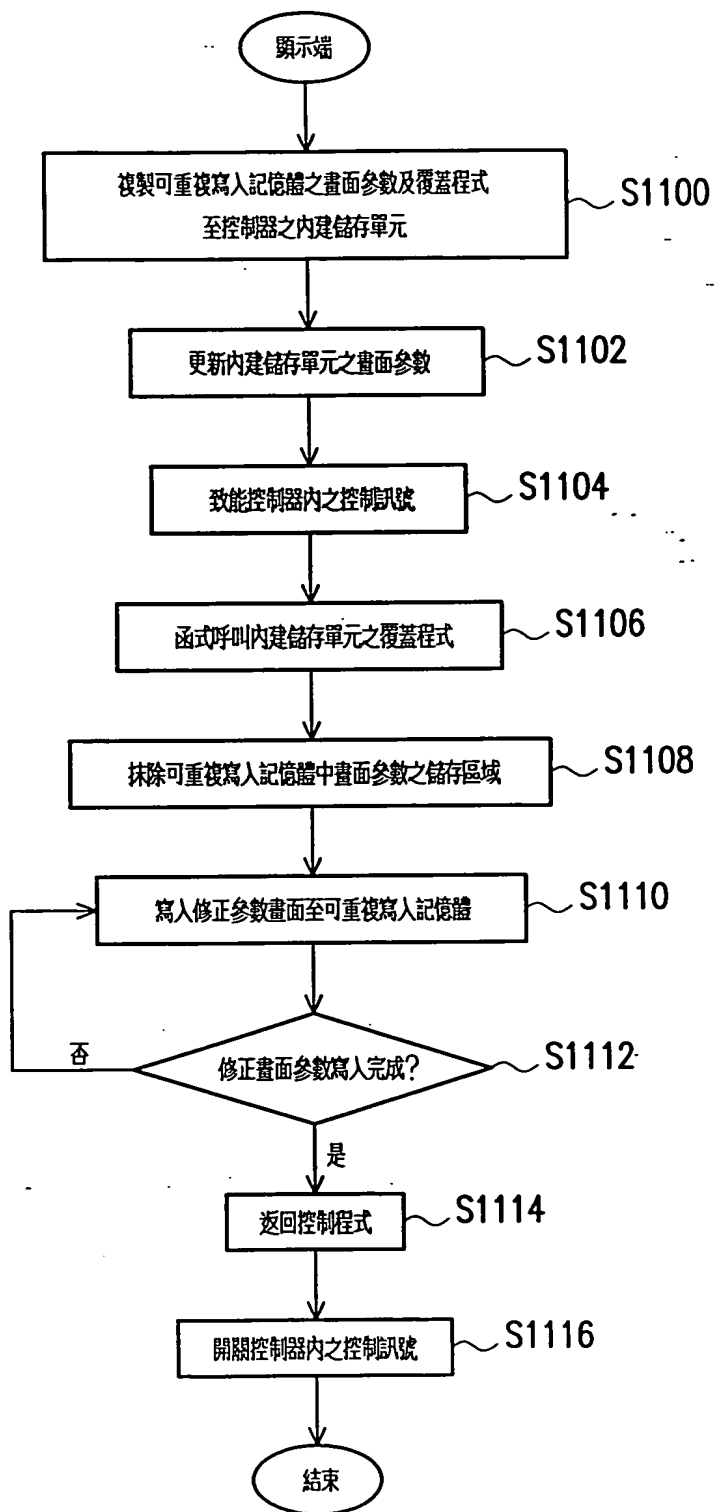 顯示端
複製可重複寫入記憶體之畫面參數及覆蓋程式
至控制器之內建儲存單元
S1100
更新內建儲存單元之畫面參數
S1102
致能控制器內之控制訊號
S1104
函式呼叫內建儲存單元之覆蓋程式
S1106
抹除可重複寫入記憶體中畫面參數之儲存區域
S1108
寫入修正參數畫面至可重複寫入記憶體
S1110
修正畫面參數寫入完成?
S1112
否
是
返回控制程式
S1114
開關控制器內之控制訊號
S1116
結束